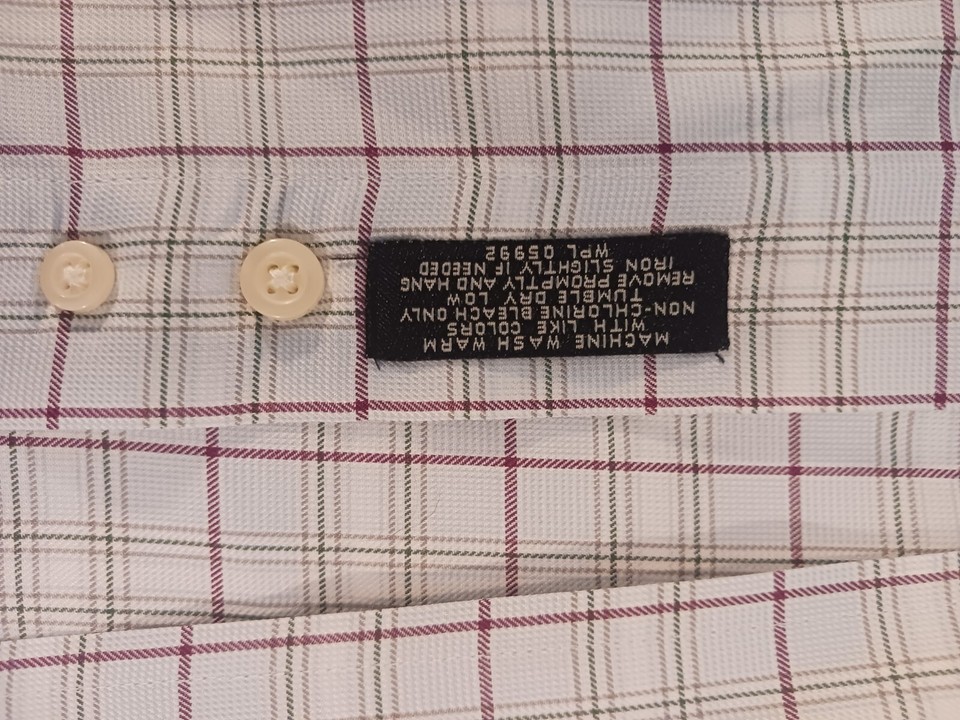 MACHINE WASH WARM
WITH LIKE COLORS
NON-CHLORINE BLEACH ONLY
TUMBLE DRY LOW
REMOVE PROMPTLY AND HANG
IRON SLIGHTLY IF NEEDED
WPL 05992